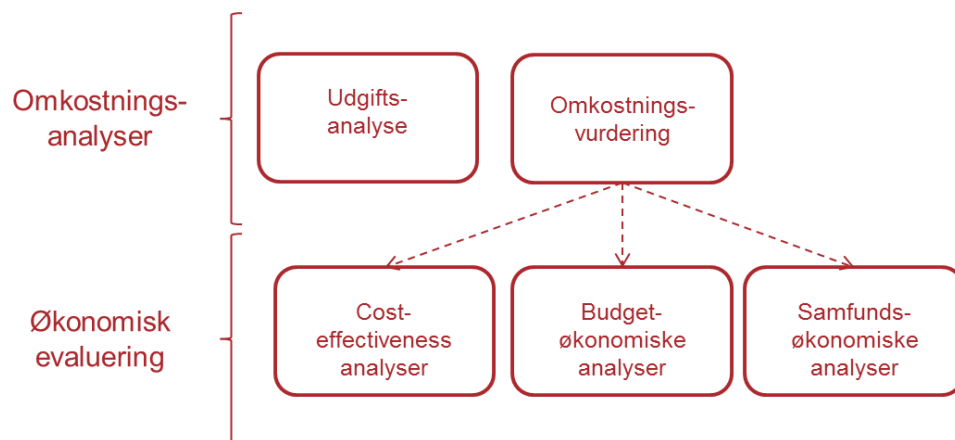 Omkostnings-
analyser
Udgifts-
analyse
Omkostnings-
vurdering
Økonomisk
evaluering
Cost-
effectiveness
analyser
Budget-
økonomiske
analyser
Samfunds-
økonomiske
analyser